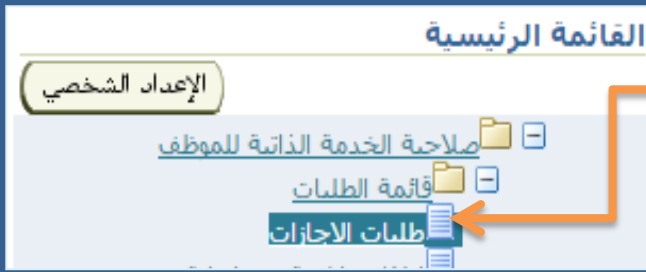 القائمة الرئيسية
الإعداد الشخصي
صلاحية الخدمة الذاتية للموظف
قائمة الطلبات
طلبات الاجازات